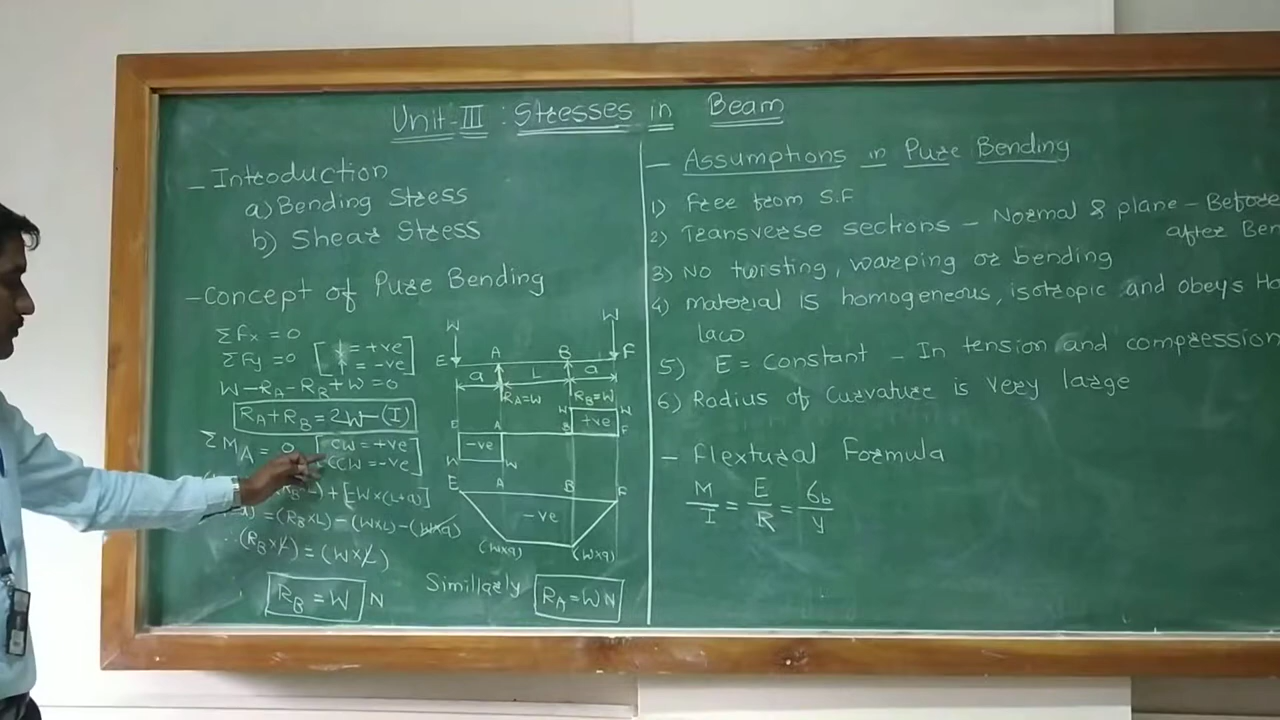 Unit-III : Stresses in Beam
- Introduction
a) Bending Stress
b) Shear Stress
- Concept of Pure Bending
ΣFx = 0
ΣFy = 0 [↓ = +ve
↑ = -ve]
W - RA - RB + W = 0
RA + RB = 2W - (I)
ΣMA = 0 [CW = +ve
CCW = -ve]
+ [W×(L+a)]
= (RB×L) - (W×L) - (W×a)
∴ (RB×L) = (W×L)
RB = W N
Similarely RA = W N
W W
E A B F
a L a
RA=W RB=W
W W
+ve
E A B F
-ve
W W
E A B F
-ve
(W×a) (W×a)
- Assumptions in Pure Bending
1) Free from S.F
2) Transverse sections - Normal & plane - Before
after Ben
3) No twisting, warping or bending
4) material is homogeneous, isotropic and obeys Ho
law
5) E = Constant - In tension and compression
6) Radius of Curvature is very large
- Flextural Formula
M/I = E/R = 6b/y